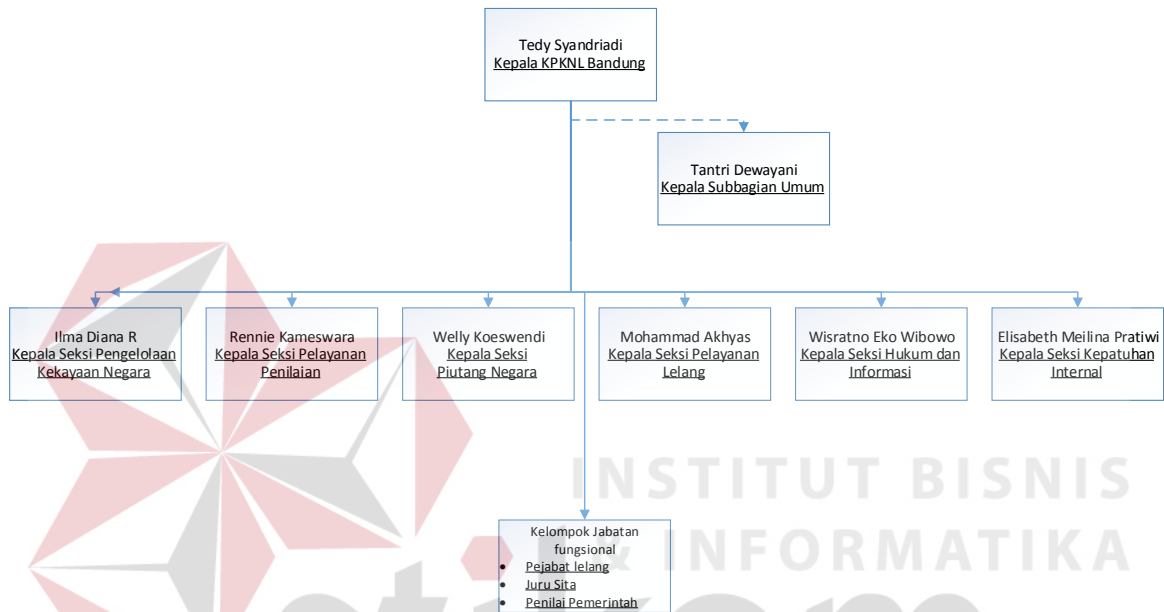 Tedy Syandriadi
Kepala KPKNL Bandung
Tantri Dewayani
Kepala Subbagian Umum
Ilma Diana R
Kepala Seksi Pengelolaan
Kekayaan Negara
Rennie Kameswara
Kepala Seksi Pelayanan
Penilaian
Welly Koeswendi
Kepala Seksi
Piutang Negara
Mohammad Akhyas
Kepala Seksi Pelayanan
Lelang
Wisratno Eko Wibowo
Kepala Seksi Hukum dan
Informasi
Elisabeth Meilina Pratiwi
Kepala Seksi Kepatuhan
Internal
INSTITUT BISNIS
& INFORMATIKA
Kelompok Jabatan
fungsional
• Pejabat lelang
• Juru Sita
• Penilai Pemerintah